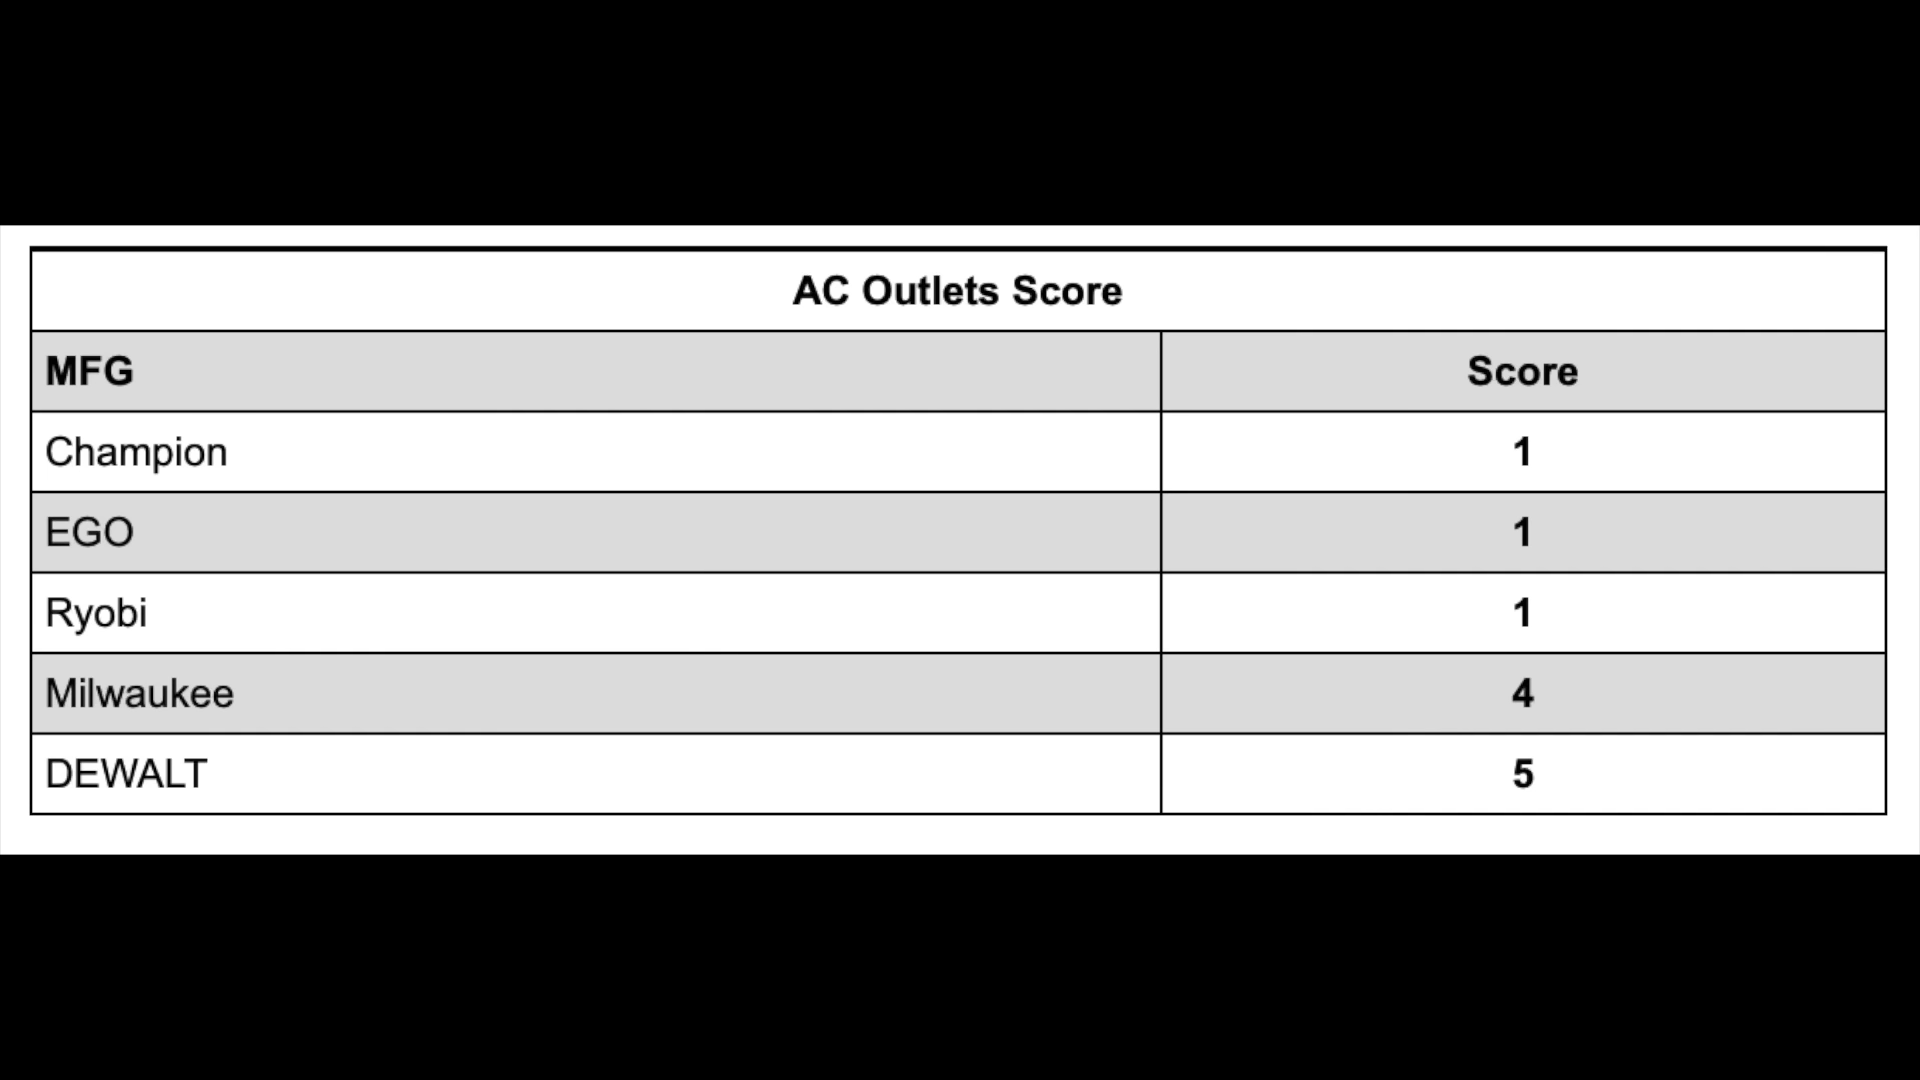 AC Outlets Score
MFG Score
Champion 1
EGO 1
Ryobi 1
Milwaukee 4
DEWALT 5